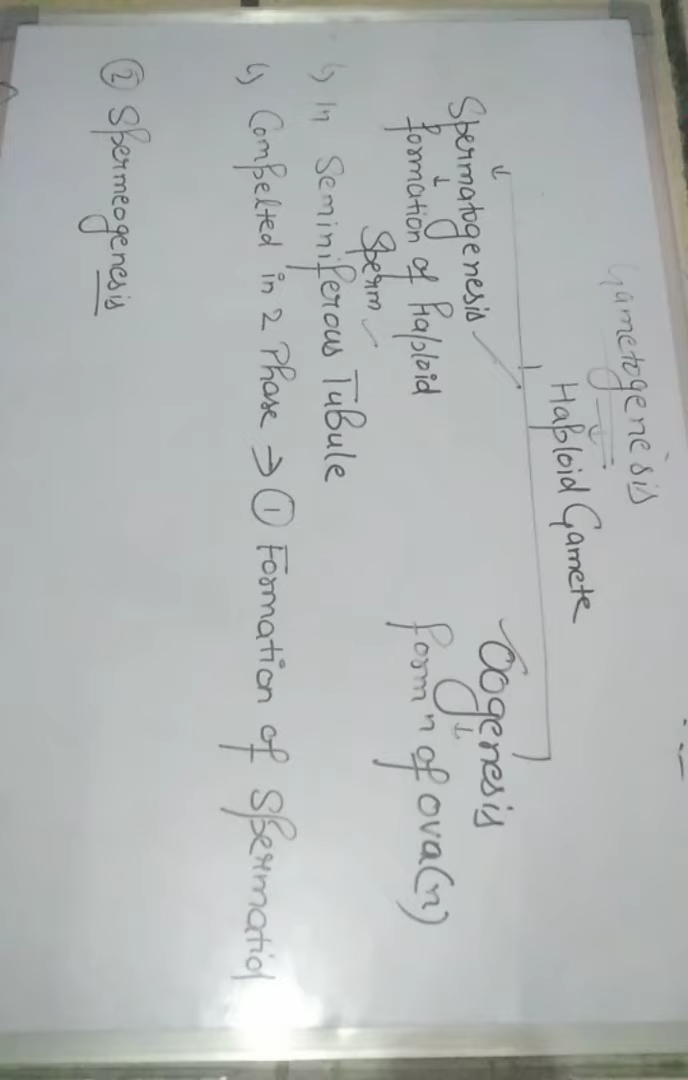 Gametogenesis
↓
Haploid Gamete
↓
Spermatogenesis
↓
formation of haploid
Sperm
Oogenesis
↓
formn of ova(n)
↳ In Seminiferous Tubule
↳ Compelted in 2 Phase → ① Formation of Spermatid
② Spermeogenesis